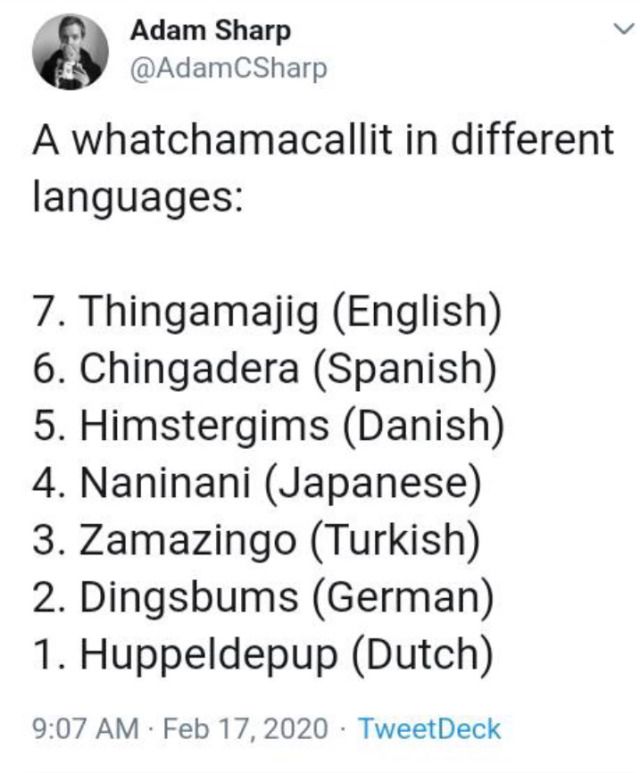 Adam Sharp
@AdamCSharp
A whatchamacallit in different
languages:
7. Thingamajig (English)
6. Chingadera (Spanish)
5. Himstergims (Danish)
4. Naninani (Japanese)
3. Zamazingo (Turkish)
2. Dingsbums (German)
1. Huppeldepup (Dutch)
9:07 AM · Feb 17, 2020 · TweetDeck